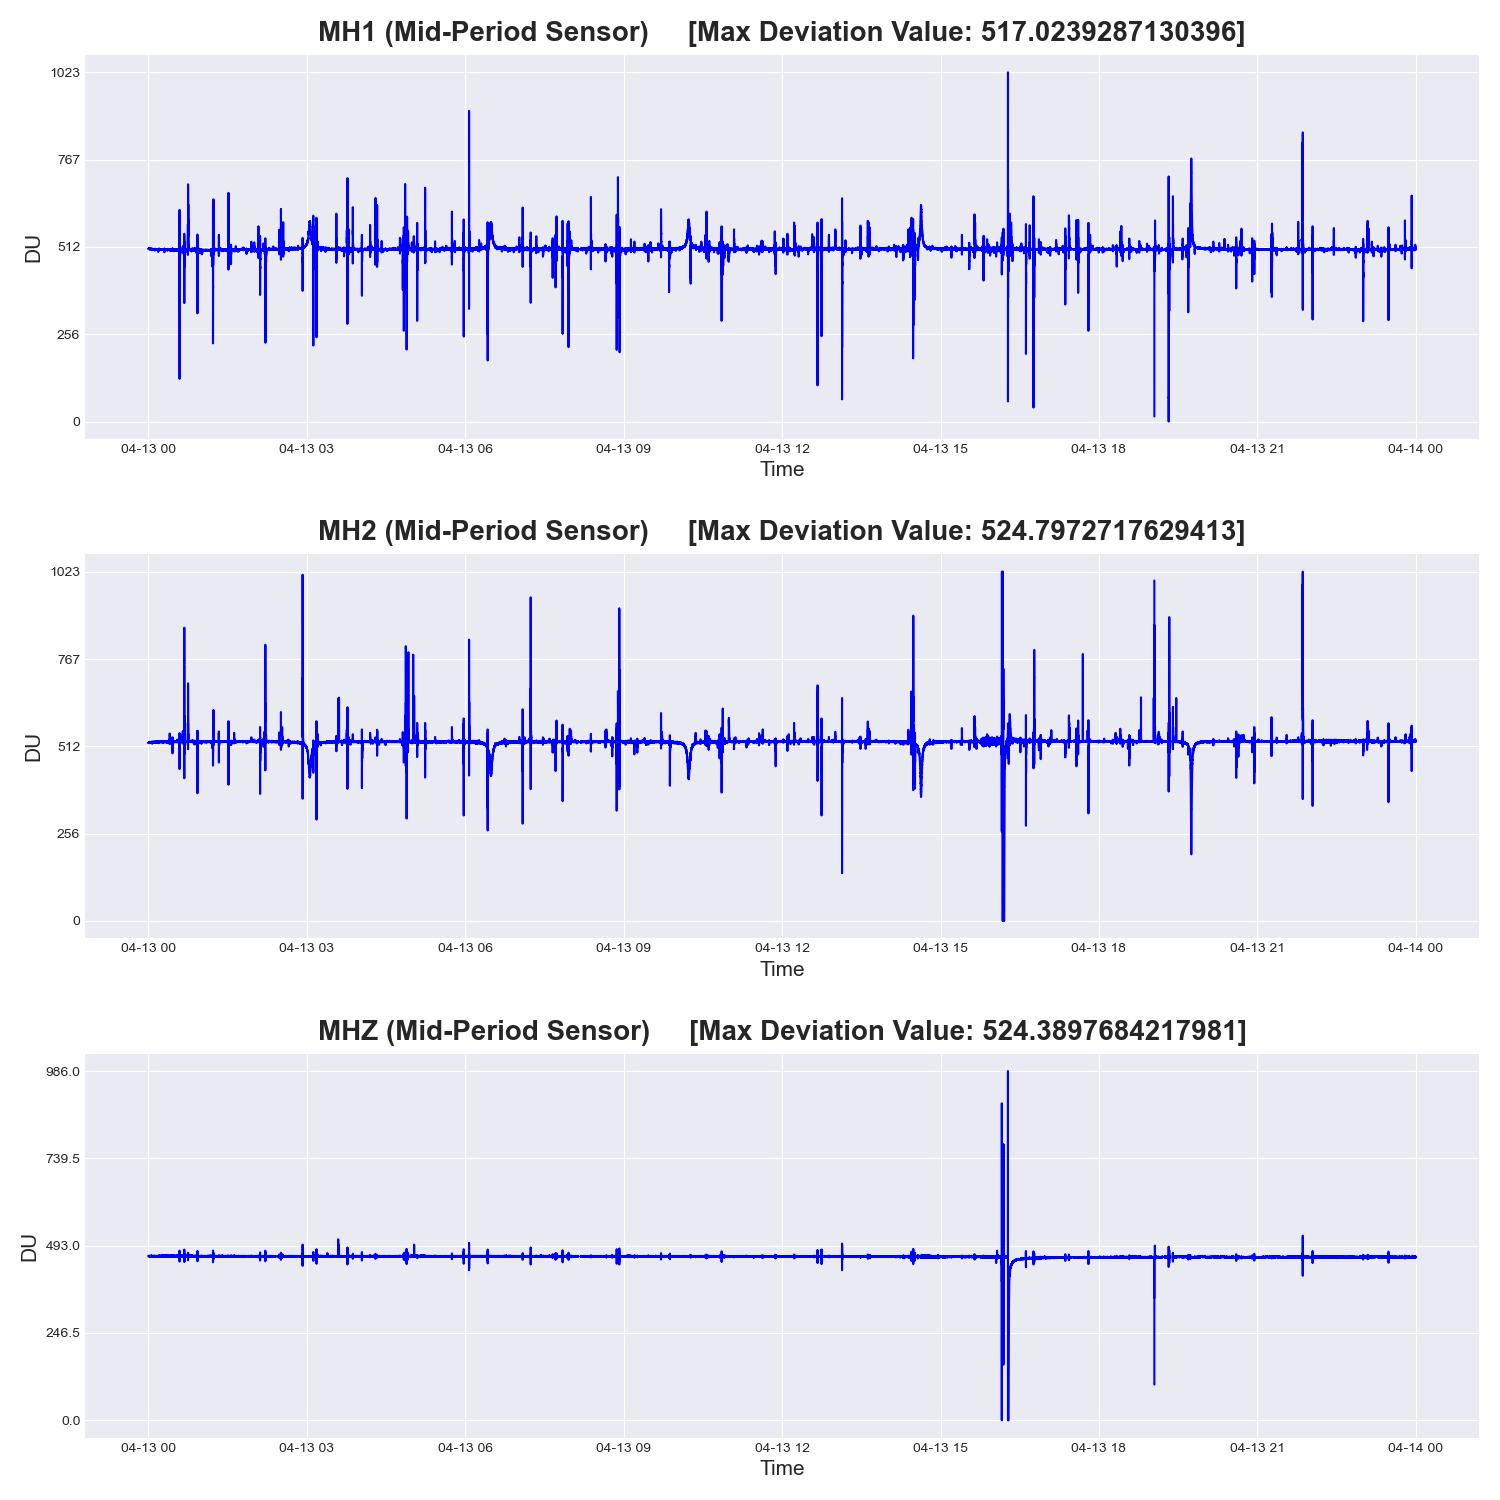 MH1 (Mid-Period Sensor) [Max Deviation Value: 517.0239287130396]
1023
767
512
256
0
DU
04-13 00 04-13 03 04-13 06 04-13 09 04-13 12 04-13 15 04-13 18 04-13 21 04-14 00
Time
MH2 (Mid-Period Sensor) [Max Deviation Value: 524.7972717629413]
1023
767
512
256
0
DU
04-13 00 04-13 03 04-13 06 04-13 09 04-13 12 04-13 15 04-13 18 04-13 21 04-14 00
Time
MHZ (Mid-Period Sensor) [Max Deviation Value: 524.3897684217981]
986.0
739.5
493.0
246.5
0.0
DU
04-13 00 04-13 03 04-13 06 04-13 09 04-13 12 04-13 15 04-13 18 04-13 21 04-14 00
Time